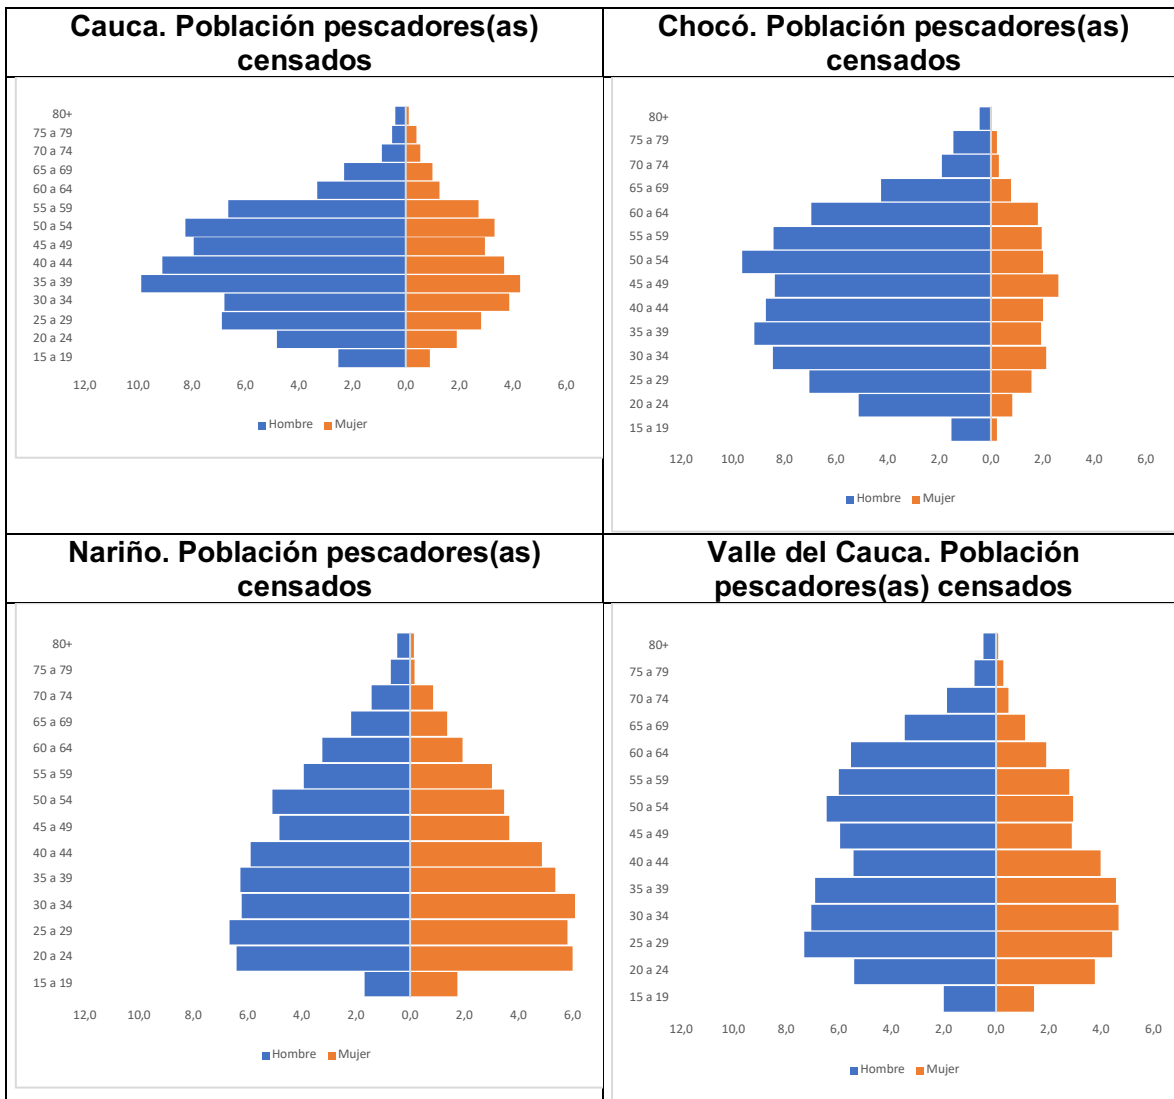 Cauca. Población pescadores(as)
censados
80+
75 a 79
70 a 74
65 a 69
60 a 64
55 a 59
50 a 54
45 a 49
40 a 44
35 a 39
30 a 34
25 a 29
20 a 24
15 a 19
12,0 10,0 8,0 6,0 4,0 2,0 0,0 2,0 4,0 6,0
Hombre Mujer
Chocó. Población pescadores(as)
censados
80+
75 a 79
70 a 74
65 a 69
60 a 64
55 a 59
50 a 54
45 a 49
40 a 44
35 a 39
30 a 34
25 a 29
20 a 24
15 a 19
12,0 10,0 8,0 6,0 4,0 2,0 0,0 2,0 4,0 6,0
Hombre Mujer
Nariño. Población pescadores(as)
censados
80+
75 a 79
70 a 74
65 a 69
60 a 64
55 a 59
50 a 54
45 a 49
40 a 44
35 a 39
30 a 34
25 a 29
20 a 24
15 a 19
12,0 10,0 8,0 6,0 4,0 2,0 0,0 2,0 4,0 6,0
Hombre Mujer
Valle del Cauca. Población
pescadores(as) censados
80+
75 a 79
70 a 74
65 a 69
60 a 64
55 a 59
50 a 54
45 a 49
40 a 44
35 a 39
30 a 34
25 a 29
20 a 24
15 a 19
12,0 10,0 8,0 6,0 4,0 2,0 0,0 2,0 4,0 6,0
Hombre Mujer